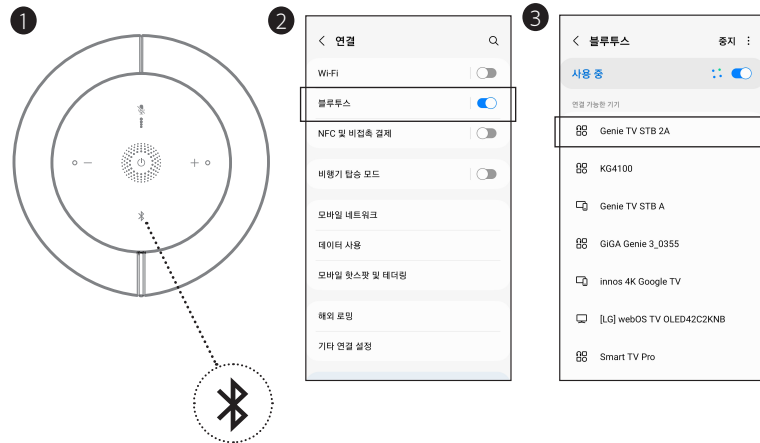 1
2
연결
Wi-Fi
블루투스
NFC 및 비접촉 결제
비행기 탑승 모드
모바일 네트워크
데이터 사용
모바일 핫스팟 및 테더링
해외 로밍
기타 연결 설정
3
블루투스 중지
사용 중
연결 가능한 기기
Genie TV STB 2A
KG4100
Genie TV STB A
GiGA Genie 3_0355
innos 4K Google TV
[LG] webOS TV OLED42C2KNB
Smart TV Pro